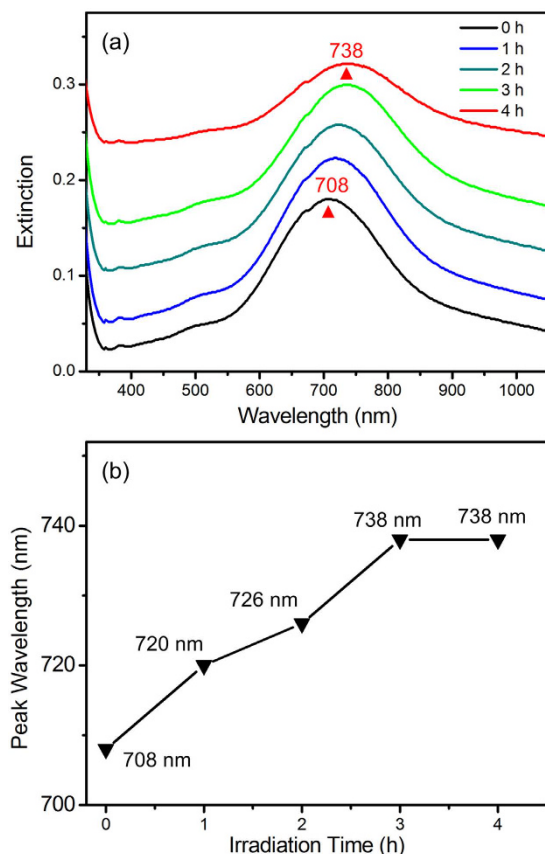 (a)
738
708
0 h
1 h
2 h
3 h
4 h
0.3
0.2
0.1
0.0
Extinction
400 500 600 700 800 900 1000
Wavelength (nm)
(b)
738 nm 738 nm
726 nm
720 nm
708 nm
740
720
700
Peak Wavelength (nm)
0 1 2 3 4
Irradiation Time (h)